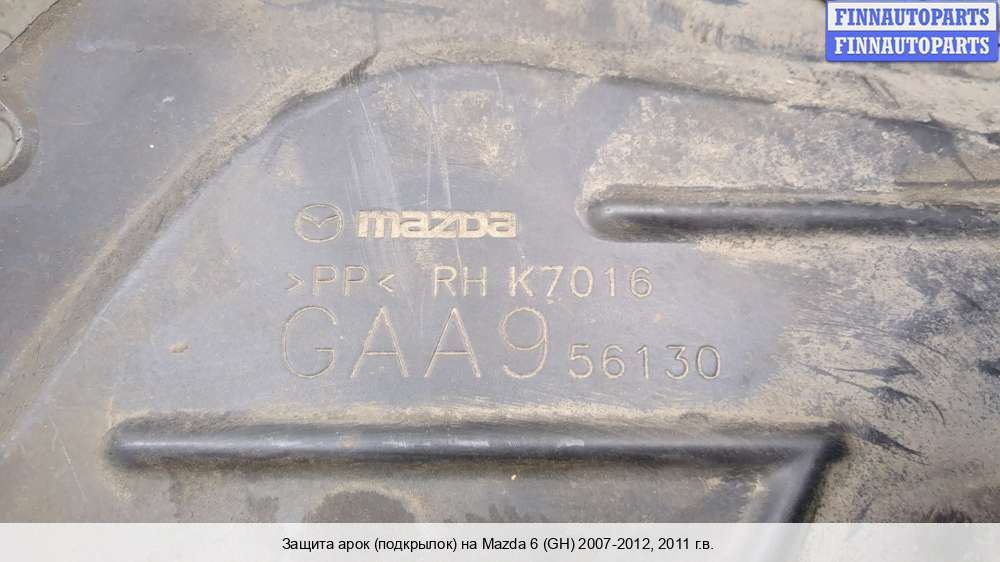 FINNAUTOPARTS
FINNAUTOPARTS
mazda
>PP< RH K7016
GAA9 56130
Защита арок (подкрылок) на Mazda 6 (GH) 2007-2012, 2011 г.в.